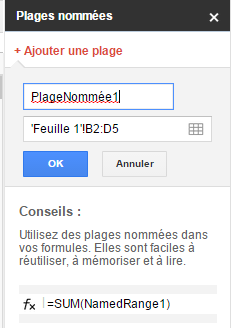 Plages nommées
+ Ajouter une plage
PlageNommée1
'Feuille 1'!B2:D5
OK Annuler
Conseils :
Utilisez des plages nommées dans
vos formules. Elles sont faciles à
réutiliser, à mémoriser et à lire.
fx =SUM(NamedRange1)